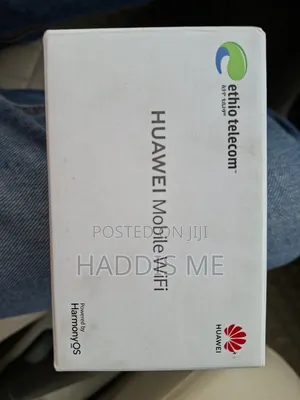 ethio telecom
HUAWEI Mobile WiFi
POSTED ON JIJI
HADDIS ME
Powered by
HarmonyOS
HUAWEI